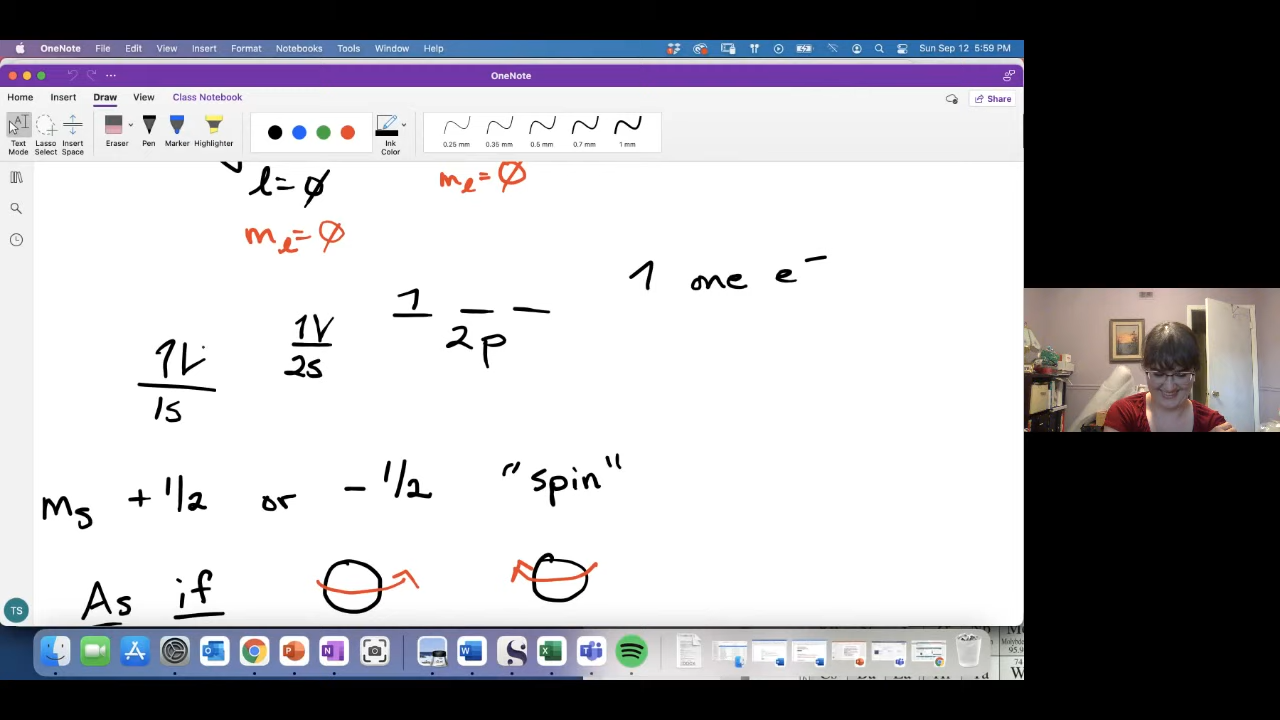 OneNote File Edit View Insert Format Notebooks Tools Window Help Sun Sep 12 5:59 PM
OneNote
Home Insert Draw View Class Notebook Share
Text Mode Lasso Select Insert Space Eraser Pen Marker Highlighter Ink Color 0.25 mm 0.35 mm 0.5 mm 0.7 mm 1 mm
l=∅ mℓ=∅
mℓ=∅
1 one e⁻
1 2p
1V 2s
1V 1s
ms +1/2 or -1/2 "spin"
As if
TS